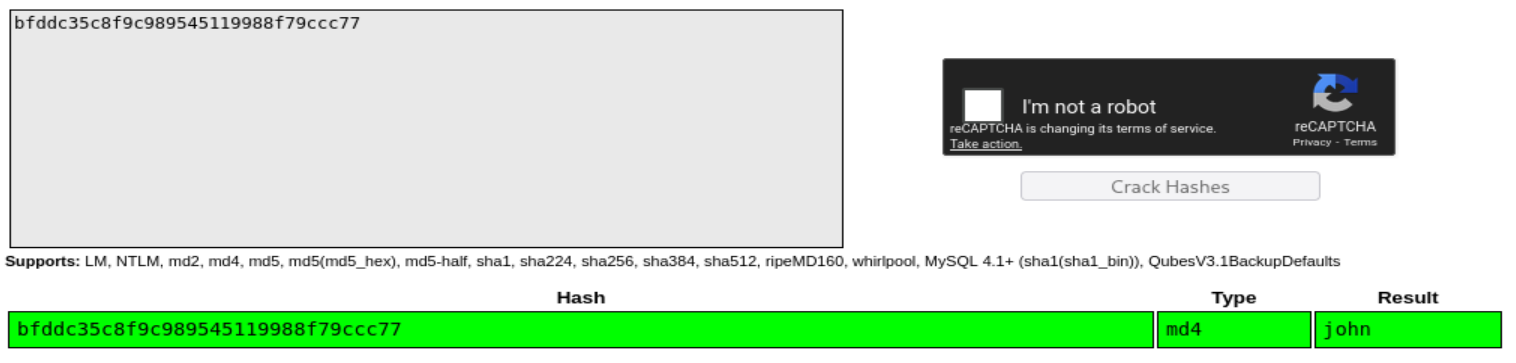 bfddc35c8f9c989545119988f79ccc77
I'm not a robot
reCAPTCHA is changing its terms of service.
Take action.
reCAPTCHA
Privacy - Terms
Crack Hashes
Supports: LM, NTLM, md2, md4, md5, md5(md5_hex), md5-half, sha1, sha224, sha256, sha384, sha512, ripeMD160, whirlpool, MySQL 4.1+ (sha1(sha1_bin)), QubesV3.1BackupDefaults
Hash Type Result
bfddc35c8f9c989545119988f79ccc77 md4 john